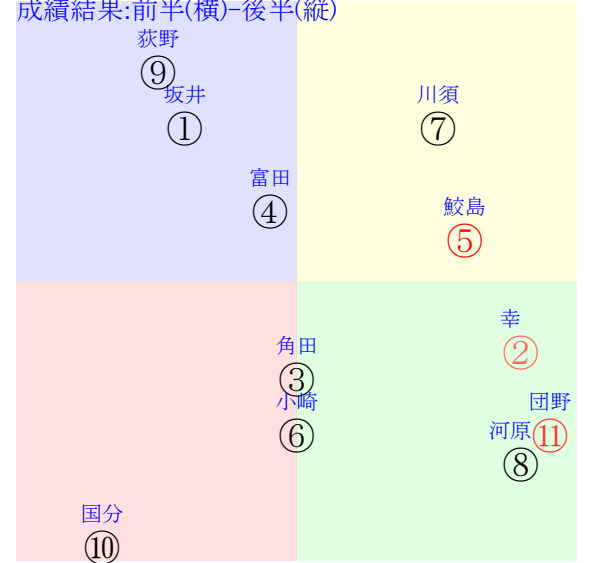 成績結果:前半(横)-後半(縦)
荻野
⑨
坂井
①
川須
⑦
富田
④
鮫島
⑤
幸
②
角田
③
小崎
⑥
団野
⑪
河原
⑧
国分
⑩